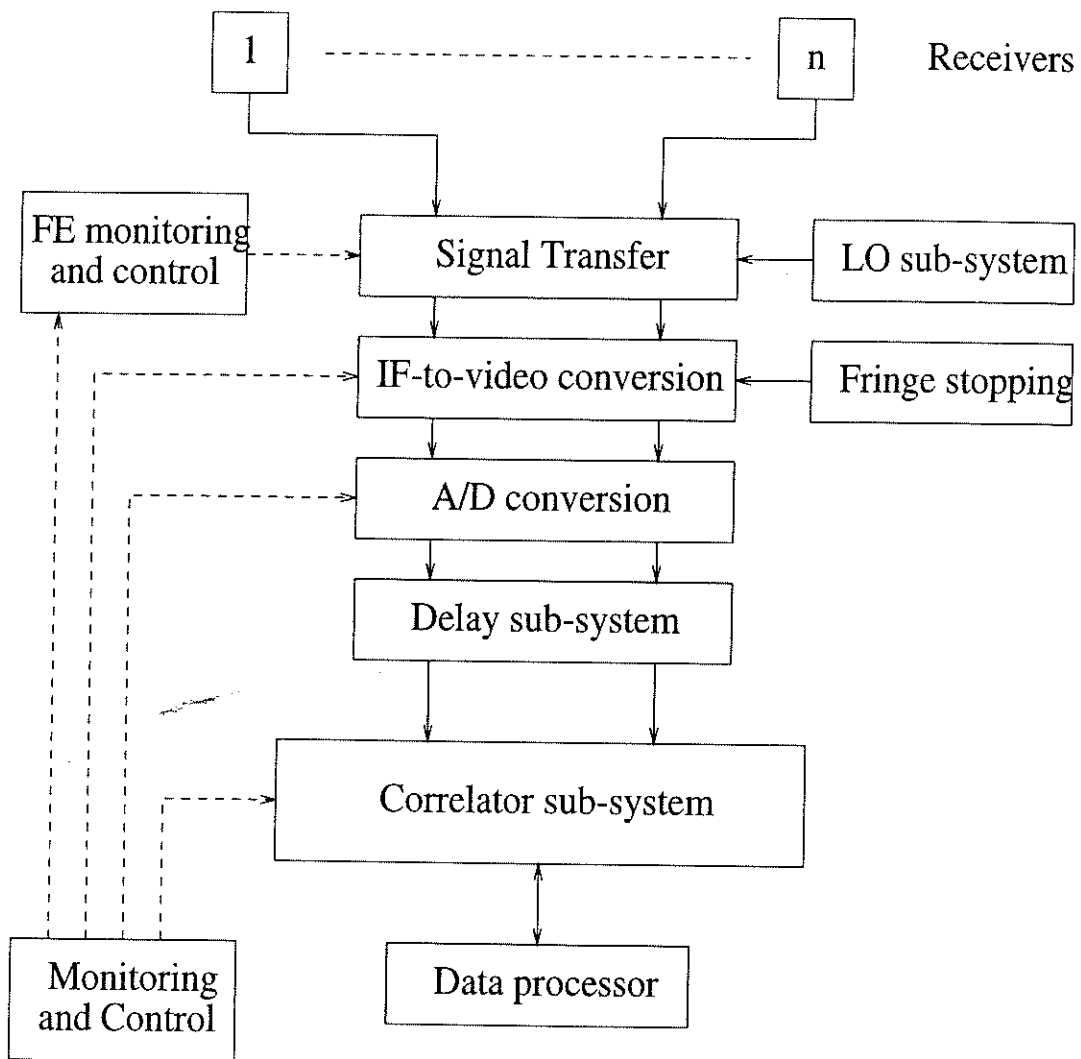 1
n
Receivers
FE monitoring
and control
Signal Transfer
LO sub-system
IF-to-video conversion
Fringe stopping
A/D conversion
Delay sub-system
Correlator sub-system
Monitoring
and Control
Data processor